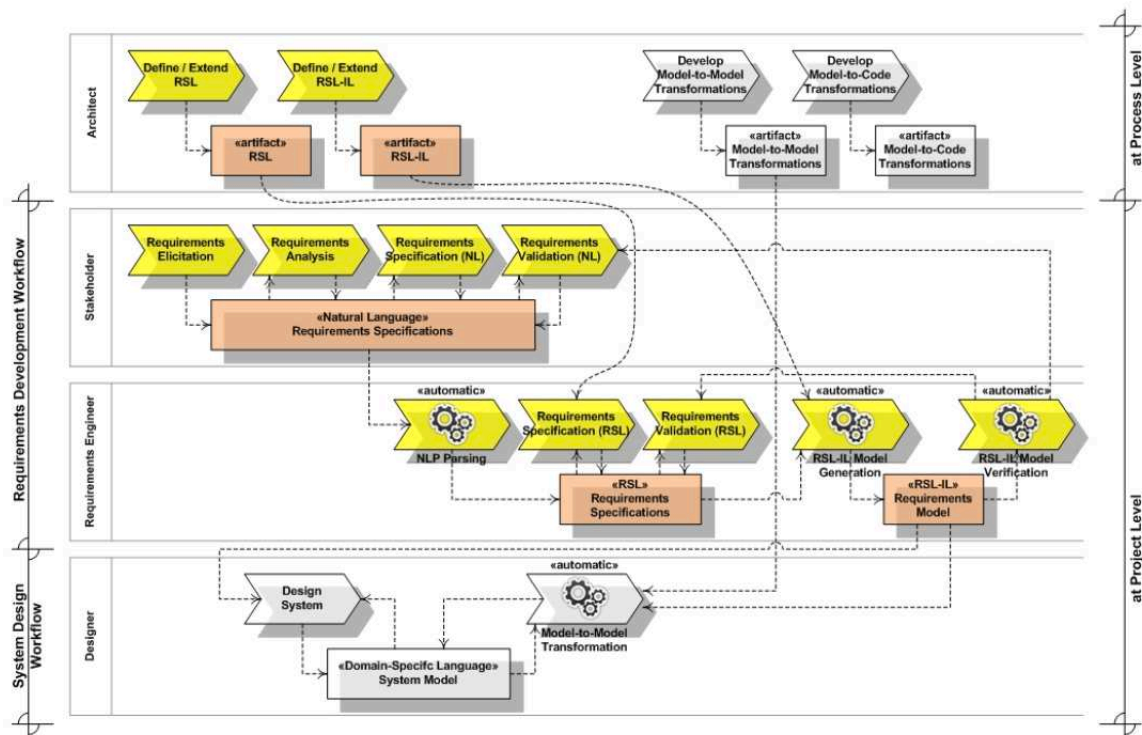 Define / Extend
RSL
Define / Extend
RSL-IL
Develop
Model-to-Model
Transformations
Develop
Model-to-Code
Transformations
«artifact»
RSL
«artifact»
RSL-IL
«artifact»
Model-to-Model
Transformations
«artifact»
Model-to-Code
Transformations
Architect
at Process Level
Requirements
Elicitation
Requirements
Analysis
Requirements
Specification (NL)
Requirements
Validation (NL)
«Natural Language»
Requirements Specifications
Stakeholder
Requirements Development Workflow
«automatic»
NLP Parsing
Requirements
Specification (RSL)
Requirements
Validation (RSL)
«automatic»
RSL-IL Model
Generation
«automatic»
RSL-IL Model
Verification
«RSL»
Requirements
Specifications
«RSL-IL»
Requirements
Model
Requirements Engineer
at Project Level
Design
System
«automatic»
Model-to-Model
Transformation
«Domain-Specifc Language»
System Model
Designer
System Design
Workflow